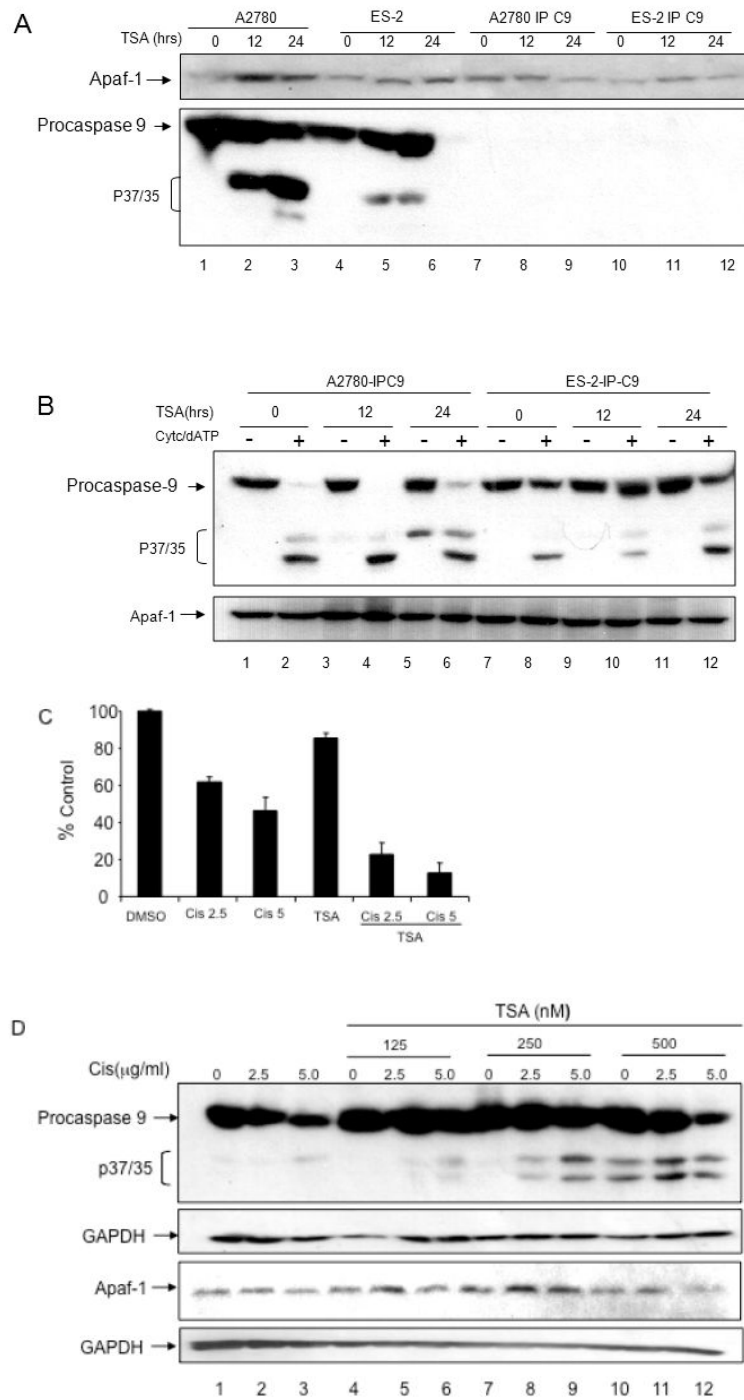 A
A2780 ES-2 A2780 IP C9 ES-2 IP C9
TSA (hrs) 0 12 24 0 12 24 0 12 24 0 12 24
Apaf-1
Procaspase 9
P37/35
1 2 3 4 5 6 7 8 9 10 11 12
B
A2780-IPC9 ES-2-IP-C9
TSA(hrs) 0 12 24 0 12 24
Cytc/dATP - + - + - + - + - + - +
Procaspase-9
P37/35
Apaf-1
1 2 3 4 5 6 7 8 9 10 11 12
C
% Control
100
80
60
40
20
0
DMSO Cis 2.5 Cis 5 TSA Cis 2.5 Cis 5
TSA
D
TSA (nM)
125 250 500
Cis(μg/ml) 0 2.5 5.0 0 2.5 5.0 0 2.5 5.0 0 2.5 5.0
Procaspase 9
p37/35
GAPDH
Apaf-1
GAPDH
1 2 3 4 5 6 7 8 9 10 11 12